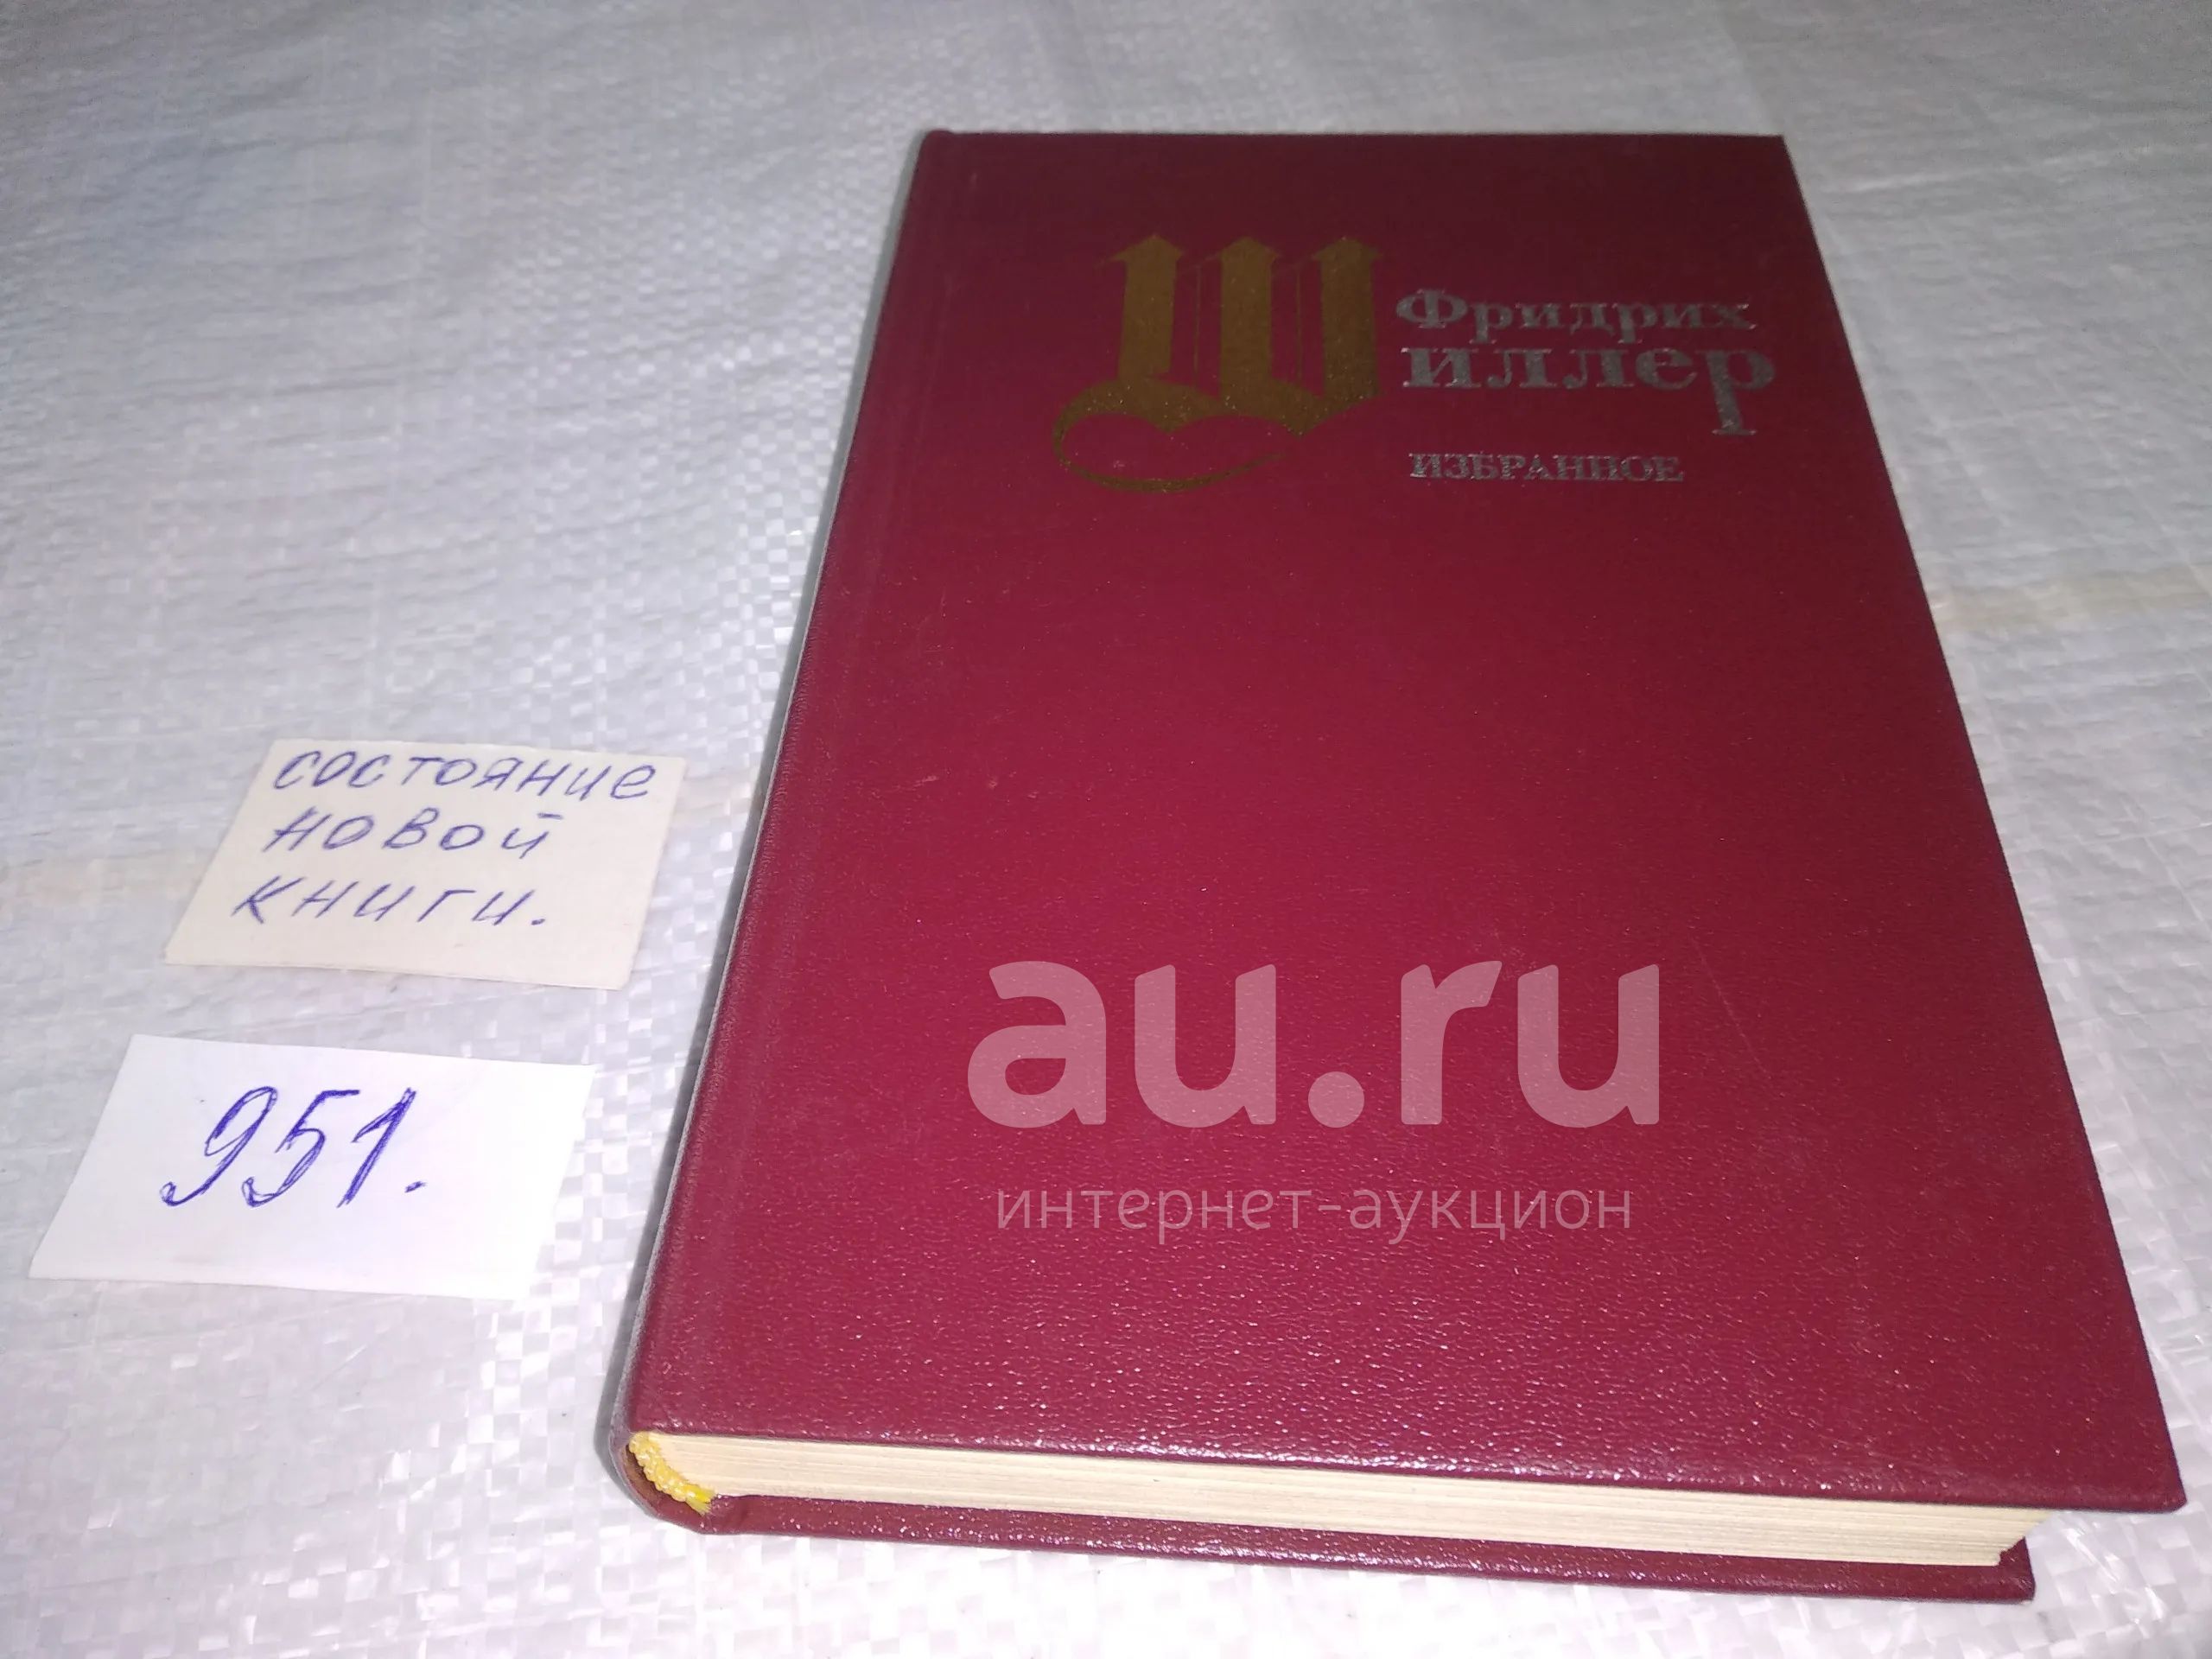 Фридрих
Шиллер
ИЗБРАННОЕ
состояние
новой
книги.
951.
au.ru
интернет-аукцион